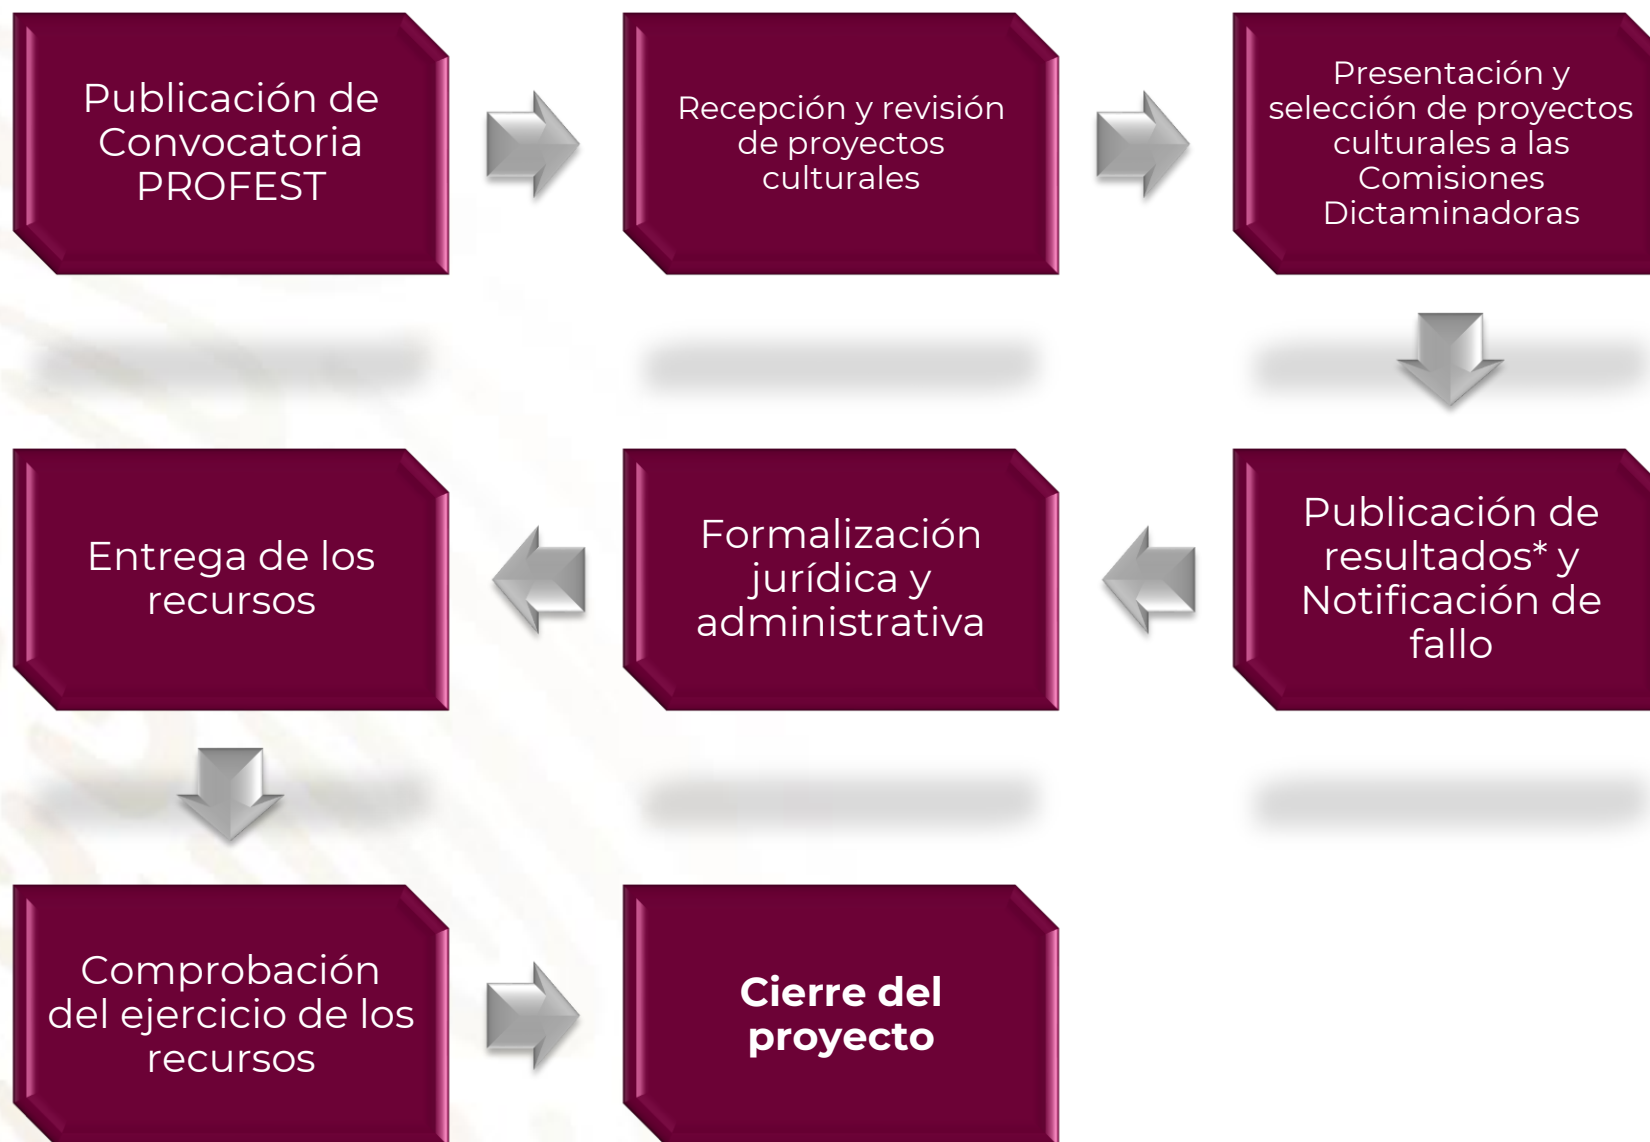 Publicación de
Convocatoria
PROFEST
Recepción y revisión
de proyectos
culturales
Presentación y
selección de proyectos
culturales a las
Comisiones
Dictaminadoras
Publicación de
resultados* y
Notificación de
fallo
Formalización
jurídica y
administrativa
Entrega de los
recursos
Comprobación
del ejercicio de los
recursos
Cierre del
proyecto